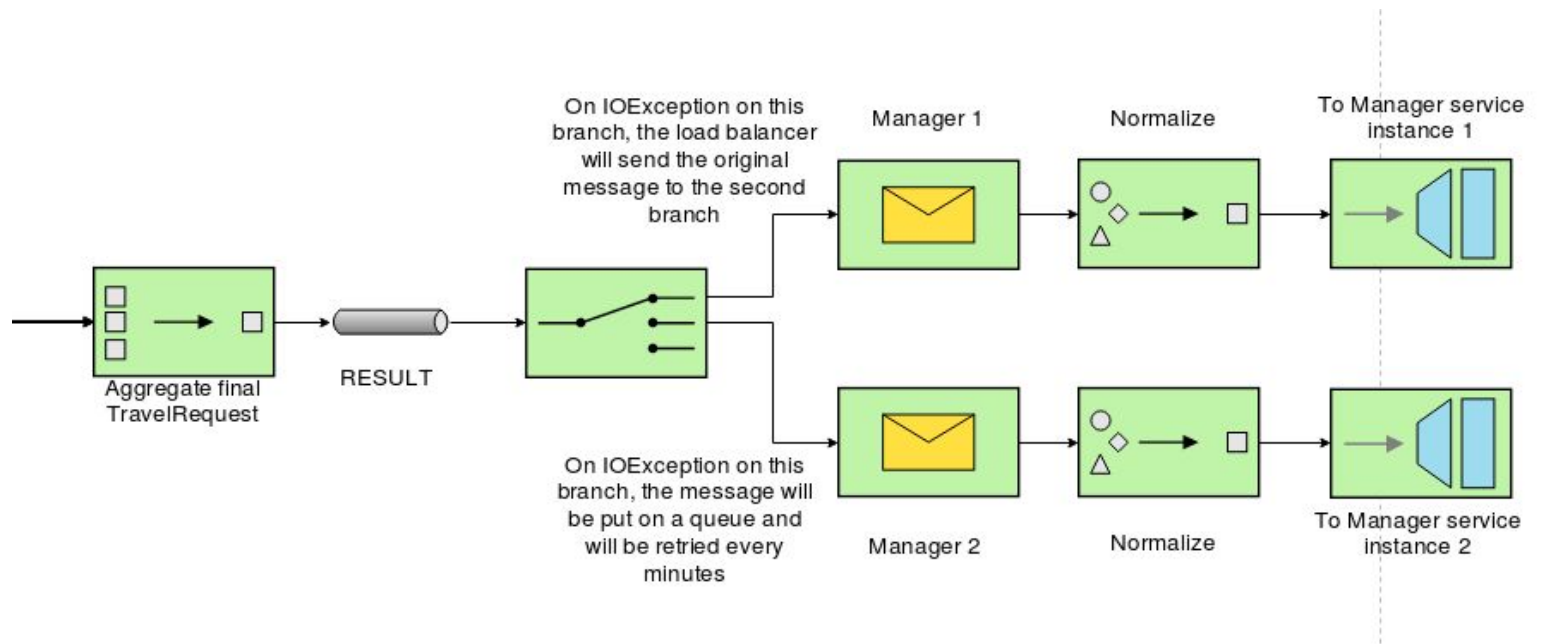 On IOException on this
branch, the load balancer
will send the original
message to the second
branch
Manager 1
Normalize
To Manager service
instance 1
Aggregate final
TravelRequest
RESULT
On IOException on this
branch, the message will
be put on a queue and
will be retried every
minutes
Manager 2
Normalize
To Manager service
instance 2